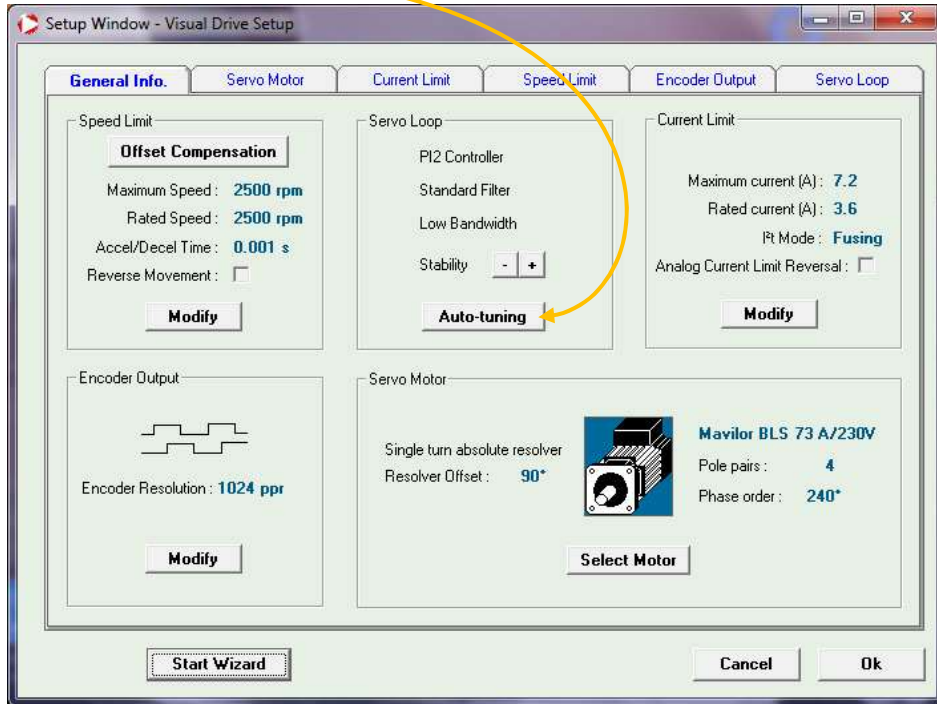 Setup Window - Visual Drive Setup
General Info.
Servo Motor
Current Limit
Speed Limit
Encoder Output
Servo Loop
Speed Limit
Offset Compensation
Maximum Speed : 2500 rpm
Rated Speed : 2500 rpm
Accel/Decel Time : 0.001 s
Reverse Movement :
Modify
Servo Loop
PI2 Controller
Standard Filter
Low Bandwidth
Stability - +
Auto-tuning
Current Limit
Maximum current (A) : 7.2
Rated current (A) : 3.6
I²t Mode : Fusing
Analog Current Limit Reversal :
Modify
Encoder Output
Encoder Resolution : 1024 ppr
Modify
Servo Motor
Single turn absolute resolver
Resolver Offset : 90°
Mavilor BLS 73 A/230V
Pole pairs : 4
Phase order : 240°
Select Motor
Start Wizard
Cancel
Ok